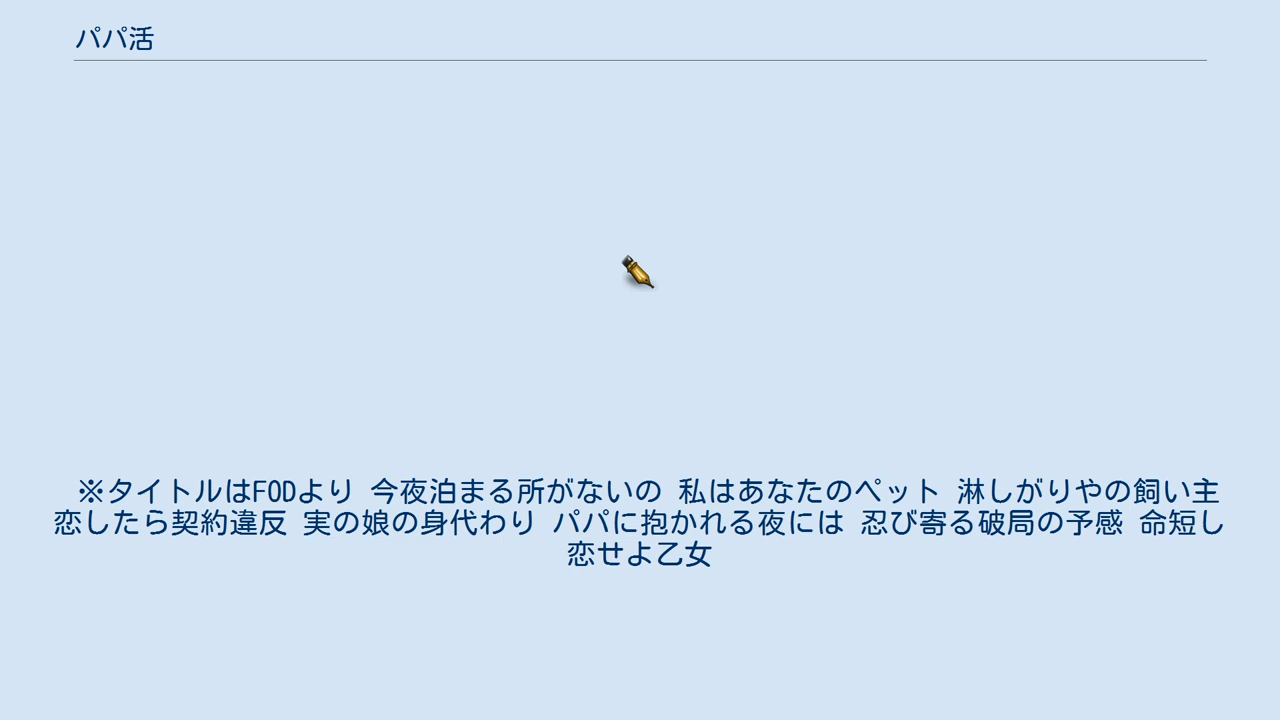 パパ活
※タイトルはFODより 今夜泊まる所がないの 私はあなたのペット 淋しがりやの飼い主
恋したら契約違反 実の娘の身代わり パパに抱かれる夜には 忍び寄る破局の予感 命短し
恋せよ乙女